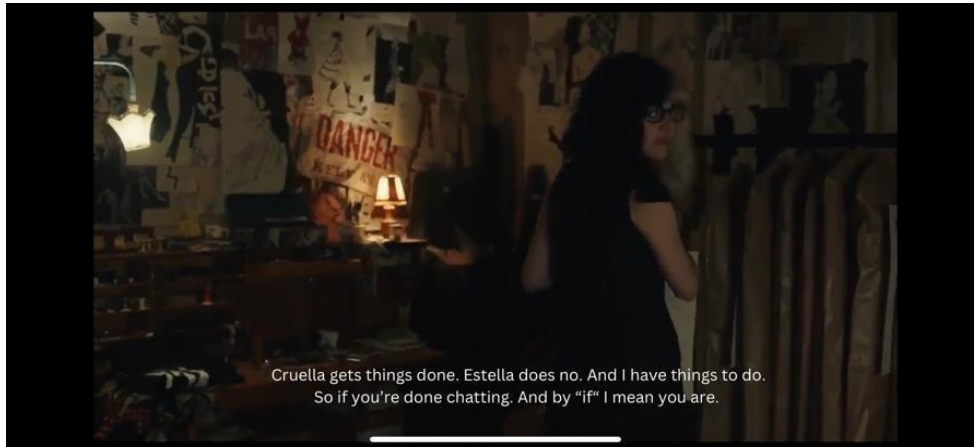 DANGER
Cruella gets things done. Estella does no. And I have things to do.
So if you’re done chatting. And by “if“ I mean you are.